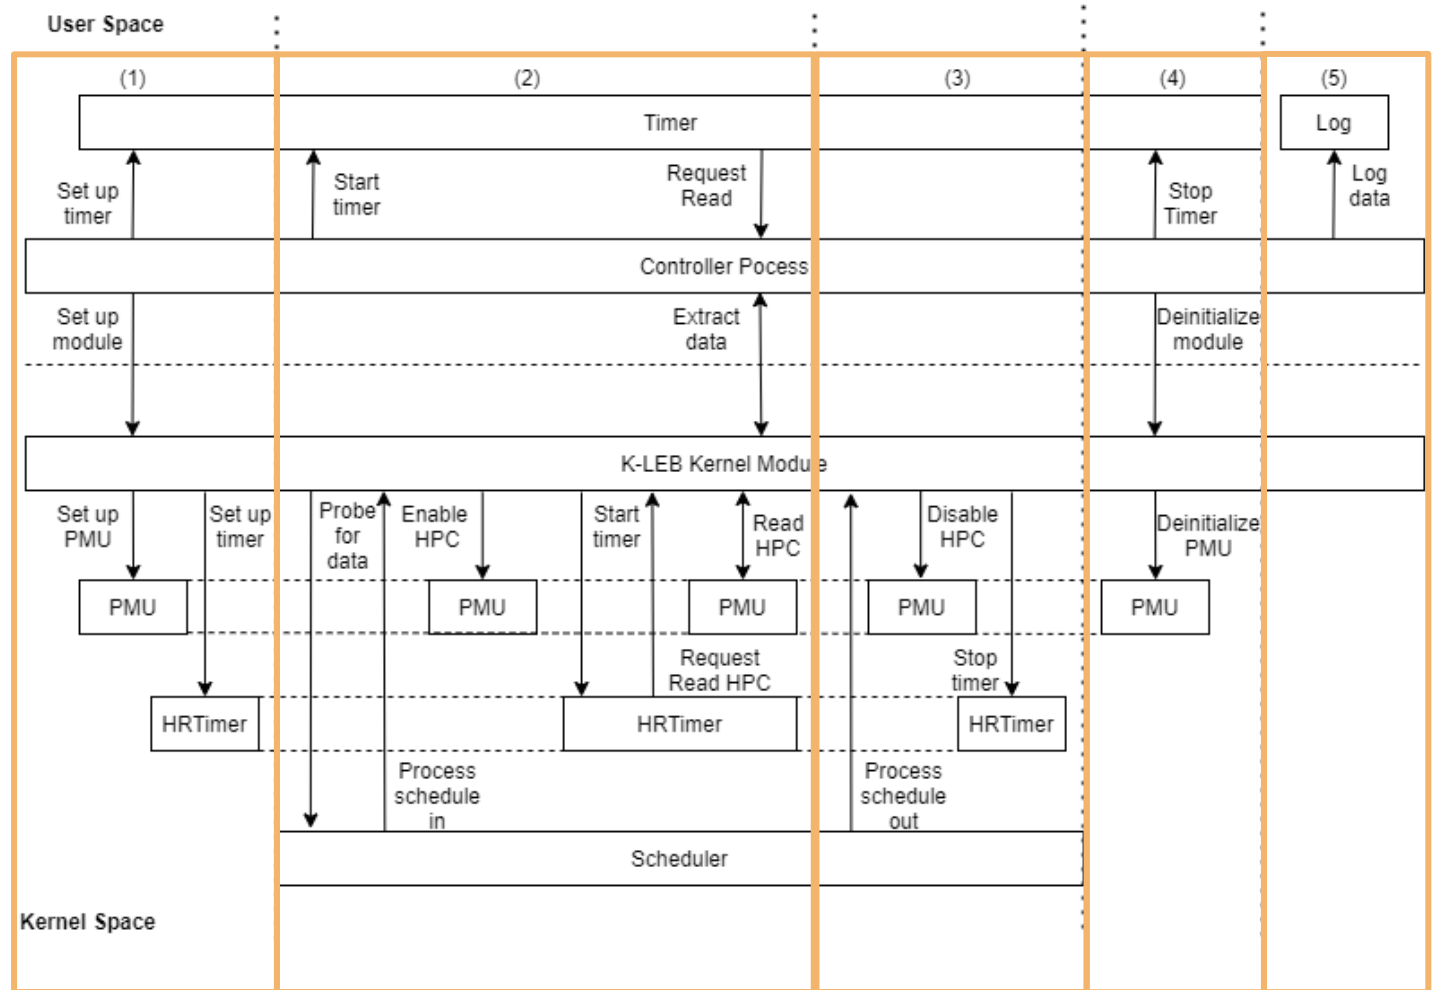 User Space
(1)
(2)
(3)
(4)
(5)
Timer
Log
Set up
timer
Start
timer
Request
Read
Stop
Timer
Log
data
Controller Pocess
Set up
module
Extract
data
Deinitialize
module
K-LEB Kernel Module
Set up
PMU
Set up
timer
Probe
for
data
Enable
HPC
Start
timer
Read
HPC
Disable
HPC
Deinitialize
PMU
PMU
PMU
PMU
PMU
PMU
Request
Read HPC
Stop
timer
HRTimer
HRTimer
HRTimer
Process
schedule
in
Process
schedule
out
Scheduler
Kernel Space